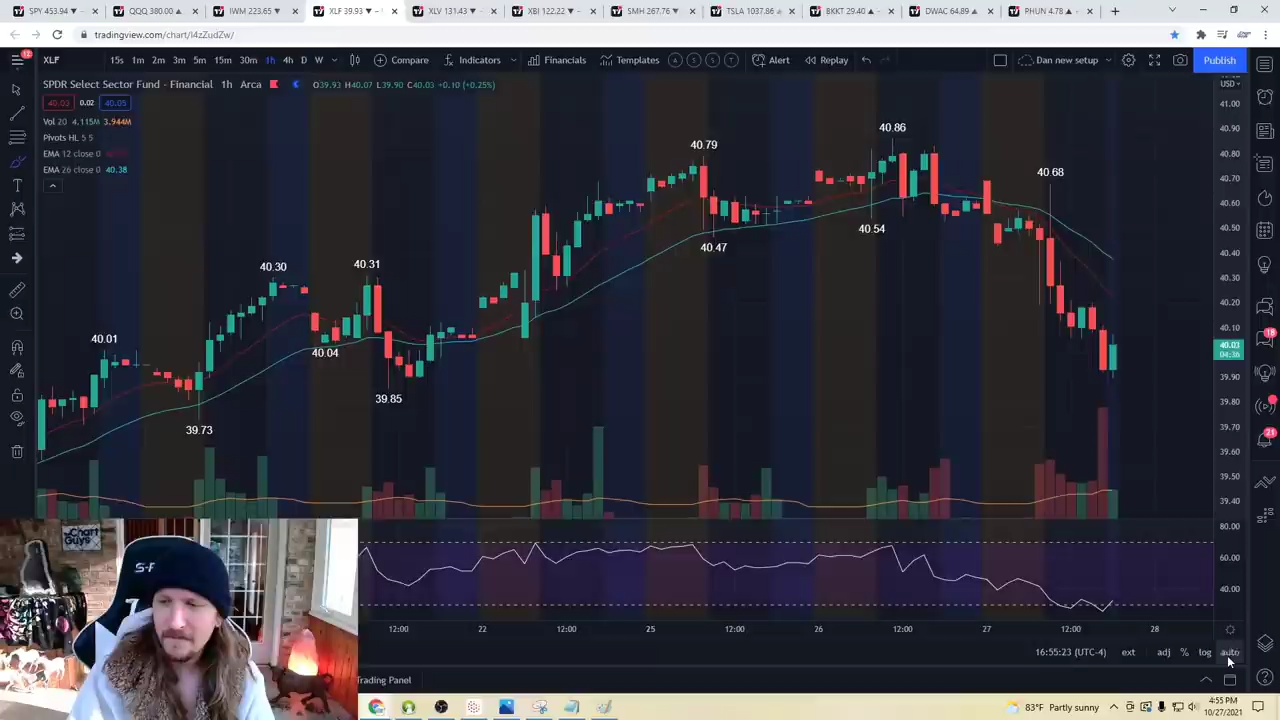 SPY 453.94 ▼ −
QQQ 380.00 ▲
IWM 223.65 ▼
XLF 39.93 ▼ −
XLV 131.43 ▼ −
XBI 122.22 ▼ −
SMH 267.76 ▼
TSLA 1037.86 ▲
BKKT 29.40 ▲
DWAC 64.89 ▲
PHUN 4.78 ▲ −
tradingview.com/chart/I4zZudZw/
XLF
15s 1m 2m 3m 5m 15m 30m 1h 4h D W
Compare
Indicators
Financials
Templates
A S S T
Alert
Replay
Dan new setup
Publish
SPDR Select Sector Fund - Financial 1h Arca
O39.93 H40.07 L39.90 C40.03 +0.10 (+0.25%)
USD
40.03 0.02 40.05
Vol 20 4.115M 3.944M
Pivots HL 5 5
EMA 12 close 0
EMA 26 close 0 40.38
41.00
40.90
40.80
40.70
40.60
40.50
40.40
40.30
40.20
40.10
40.03
04:36
39.90
39.80
39.70
39.60
39.50
39.40
80.00
60.00
40.00
40.01
39.73
40.30
40.04
40.31
39.85
40.79
40.47
40.54
40.86
40.68
18
21
eChart
Guys
12:00 22 12:00 25 12:00 26 12:00 27 12:00 28
16:55:23 (UTC-4) ext adj % log auto
Trading Panel
83°F Partly sunny
4:55 PM
10/27/2021